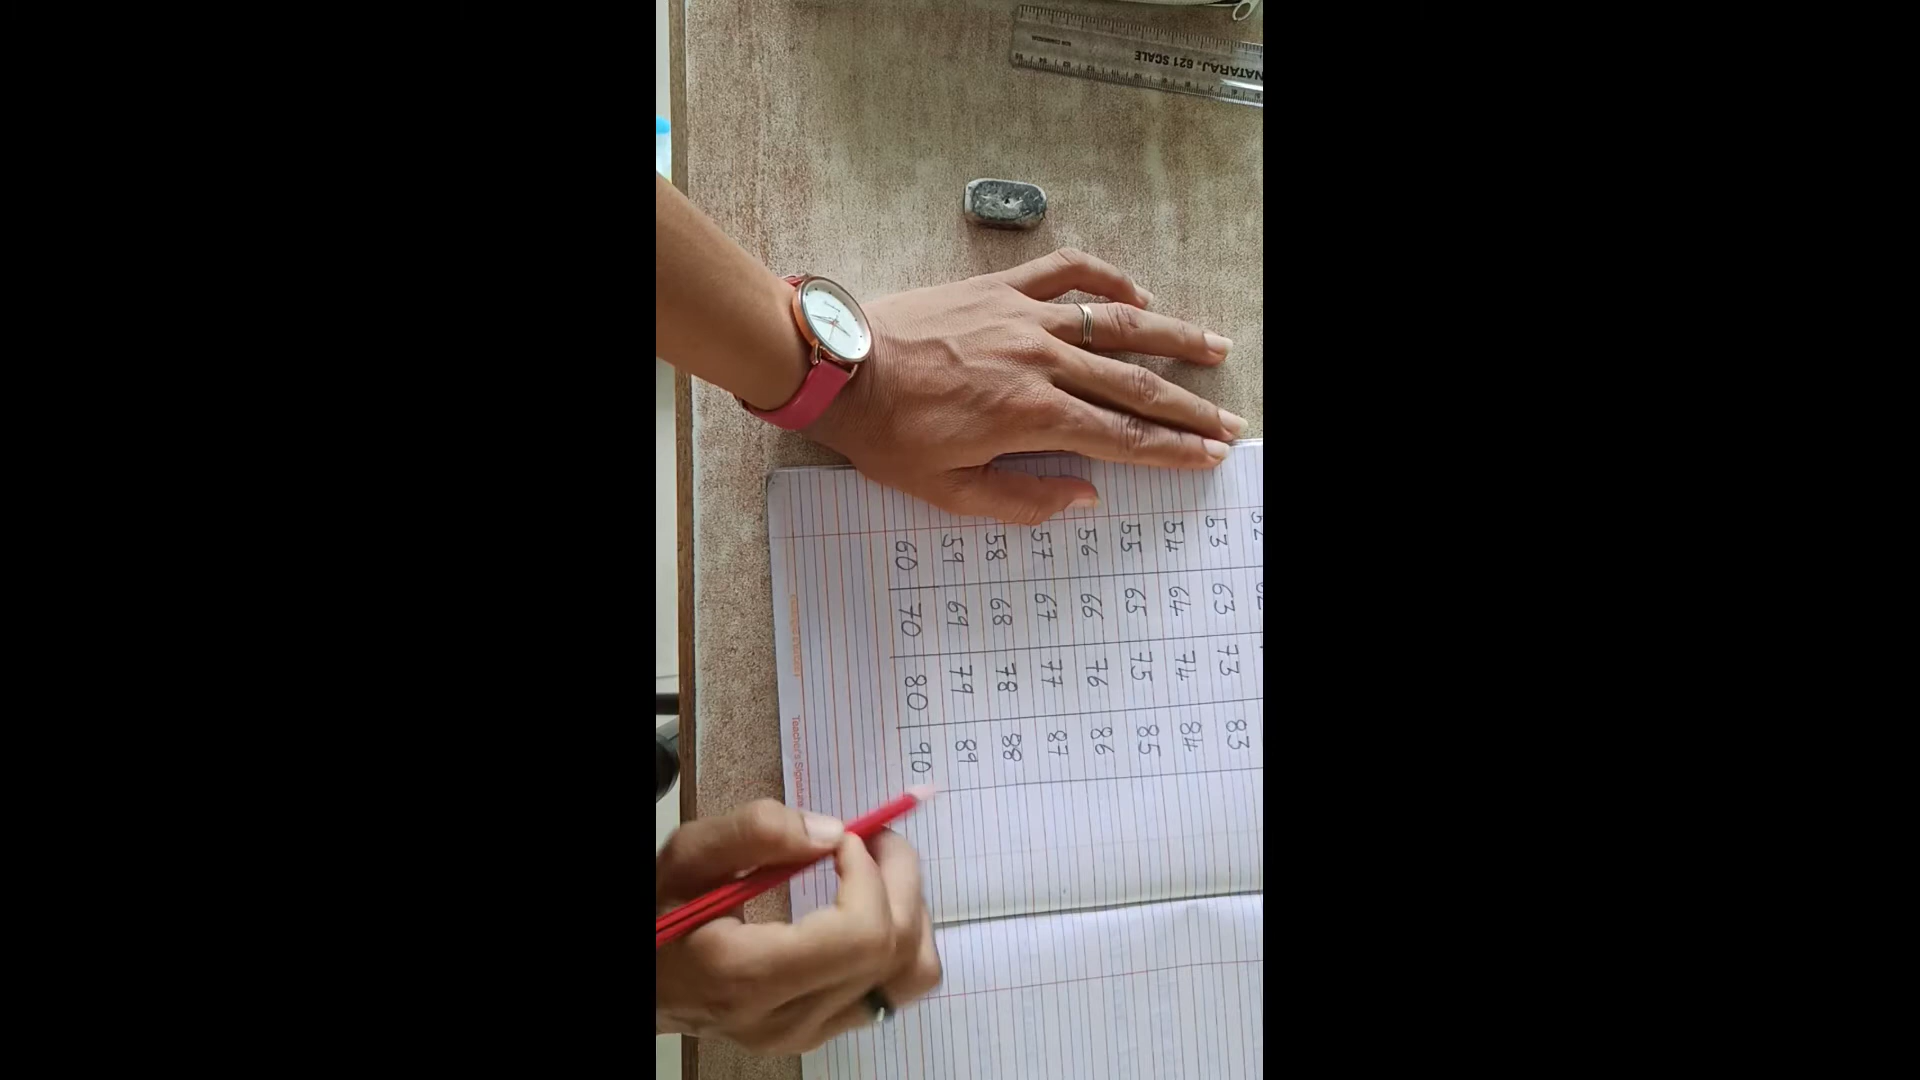 NATARAJ. 621 SCALE
53 63 73 83
54 64 74 84
55 65 75 85
56 66 76 86
57 67 77 87
58 68 78 88
59 69 79 89
60 70 80 90
Teacher's Signature